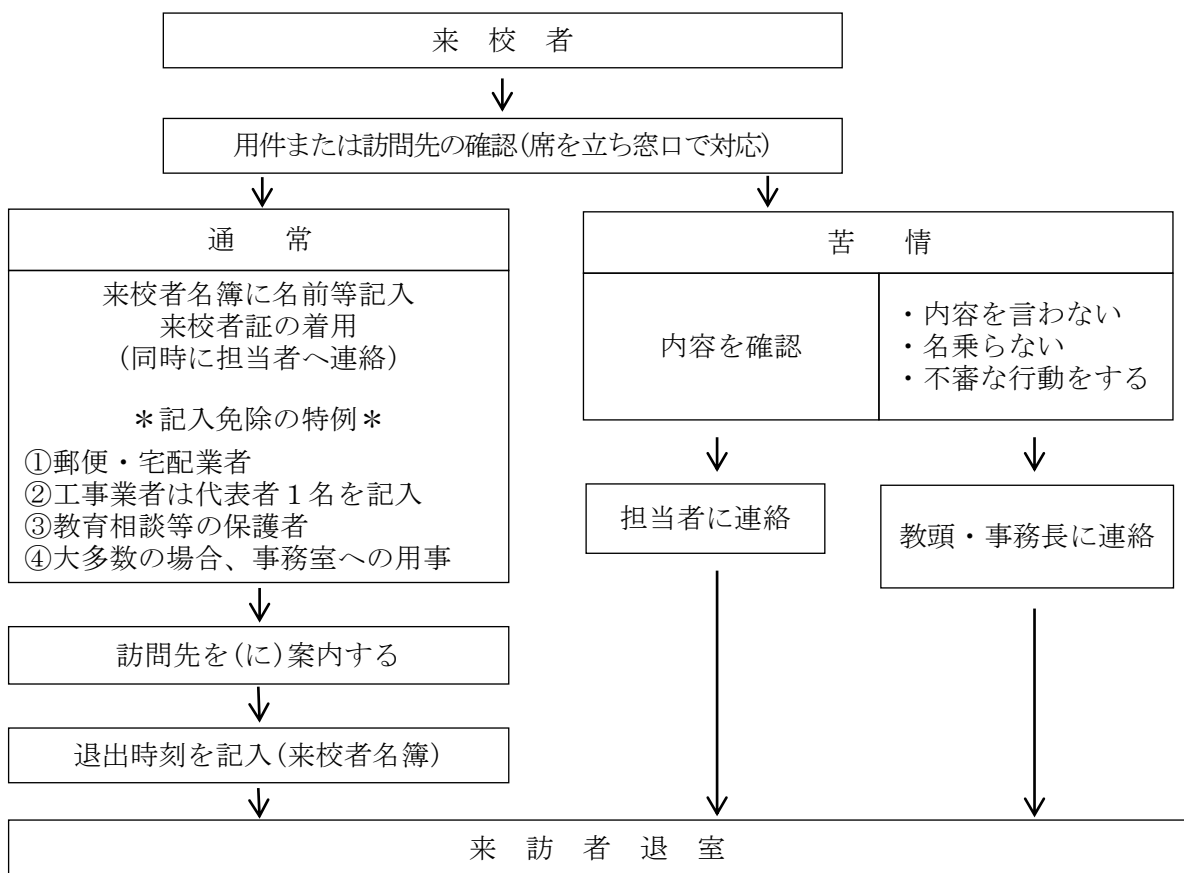 来 校 者
用件または訪問先の確認(席を立ち窓口で対応)
通 常
来校者名簿に名前等記入
来校者証の着用
(同時に担当者へ連絡)
＊記入免除の特例＊
①郵便・宅配業者
②工事業者は代表者１名を記入
③教育相談等の保護者
④大多数の場合、事務室への用事
訪問先を(に)案内する
退出時刻を記入(来校者名簿)
苦 情
内容を確認
・内容を言わない
・名乗らない
・不審な行動をする
担当者に連絡
教頭・事務長に連絡
来 訪 者 退 室